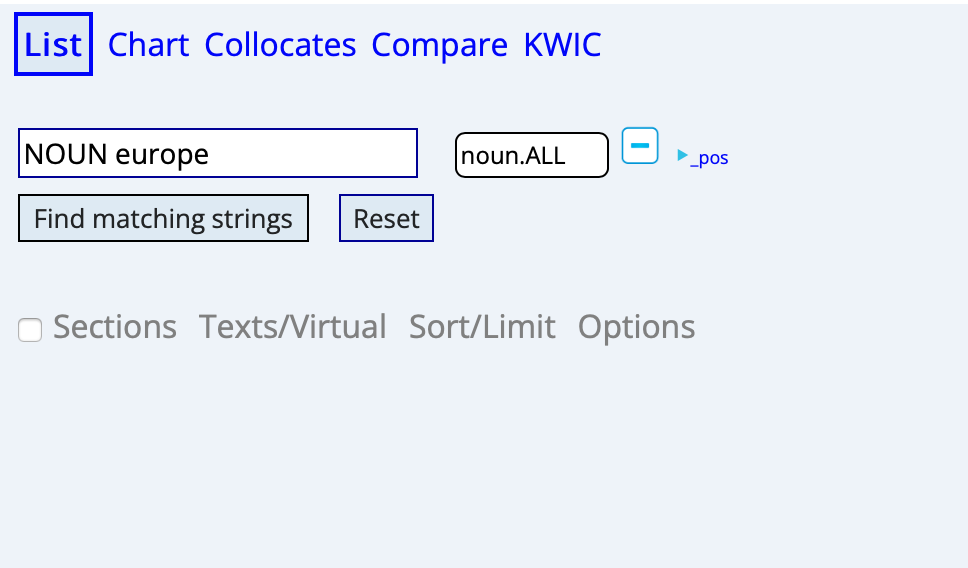 List Chart Collocates Compare KWIC
NOUN europe noun.ALL _pos
Find matching strings Reset
Sections Texts/Virtual Sort/Limit Options